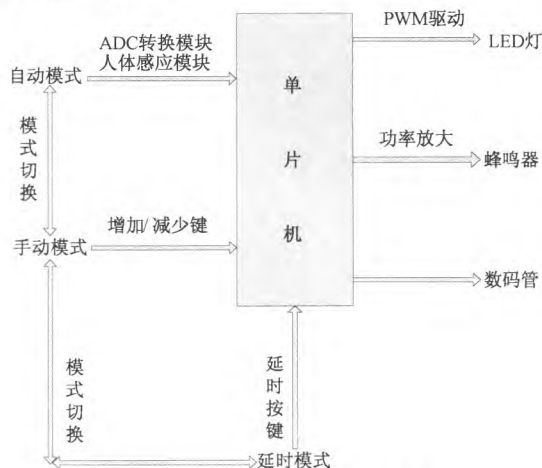 PWM驱动
LED灯
ADC转换模块
人体感应模块
自动模式
单片机
模式切换
功率放大
蜂鸣器
增加/减少键
手动模式
数码管
模式切换
延时按键
延时模式